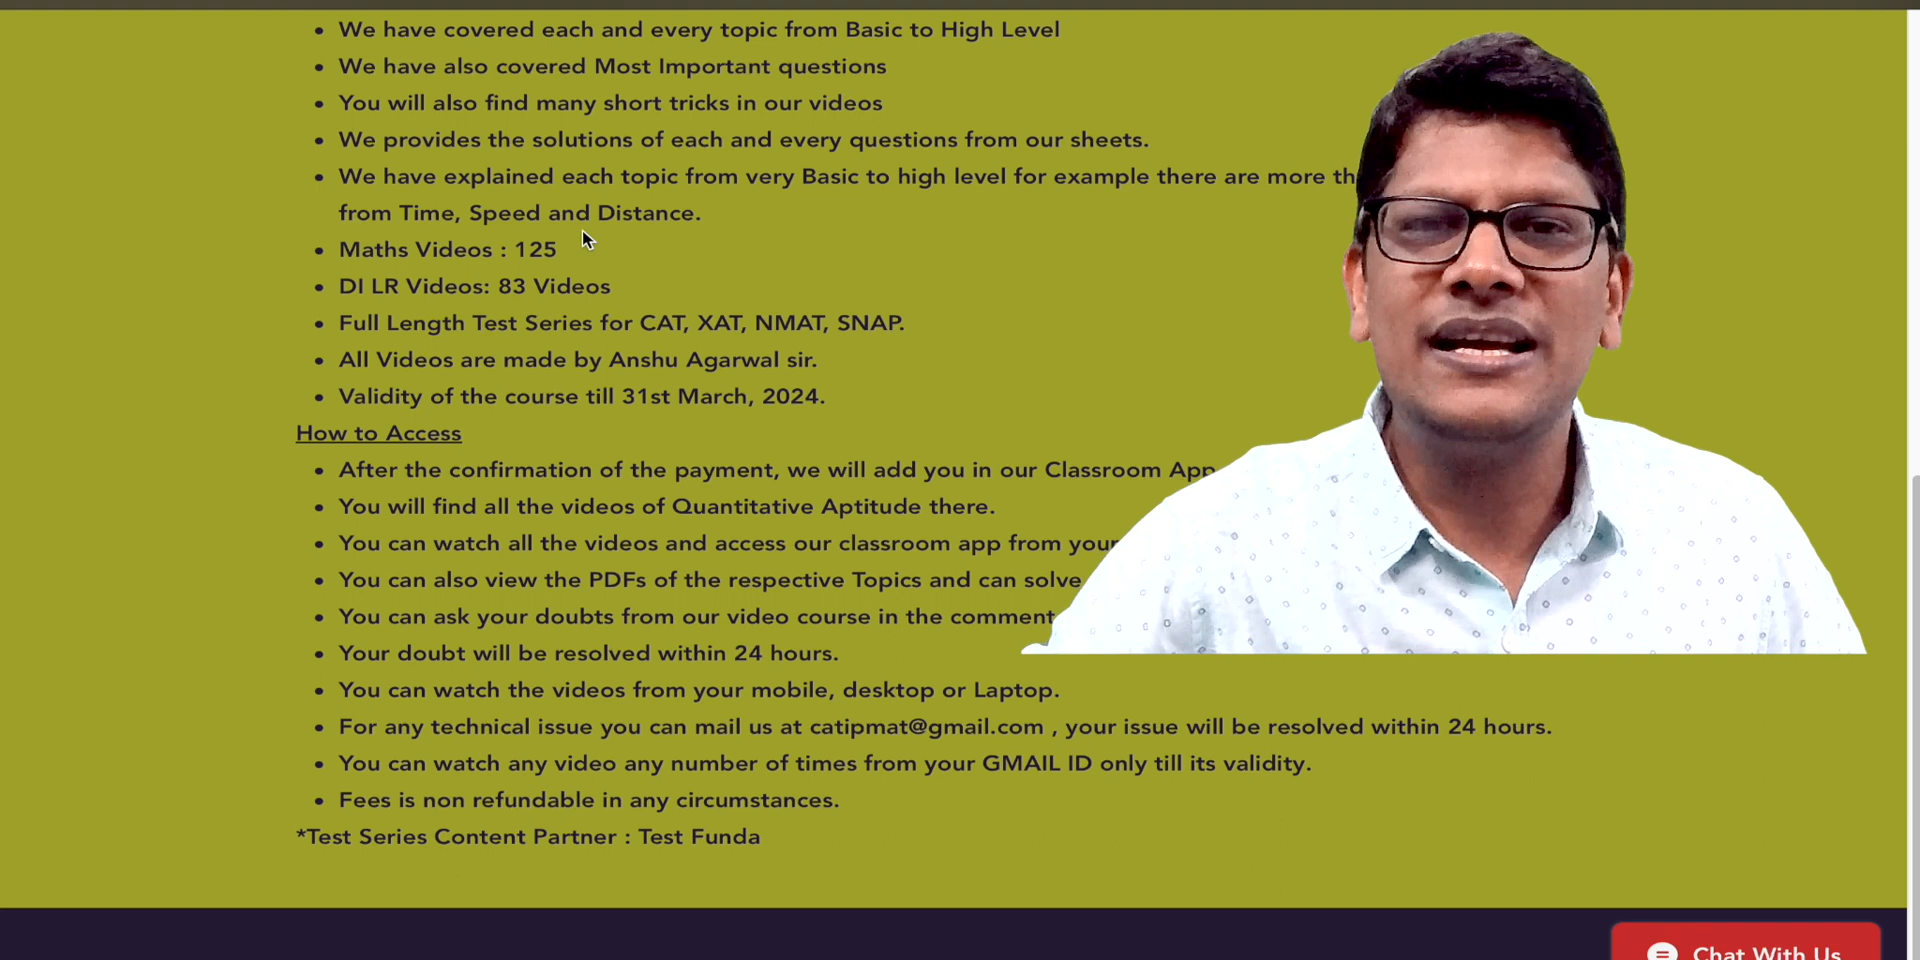 We have covered each and every topic from Basic to High Level
We have also covered Most Important questions
You will also find many short tricks in our videos
We provides the solutions of each and every questions from our sheets.
We have explained each topic from very Basic to high level for example there are more
from Time, Speed and Distance.
Maths Videos : 125
DI LR Videos: 83 Videos
Full Length Test Series for CAT, XAT, NMAT, SNAP.
All Videos are made by Anshu Agarwal sir.
Validity of the course till 31st March, 2024.
How to Access
After the confirmation of the payment, we will add you in our Classroom App
You will find all the videos of Quantitative Aptitude there.
You can watch all the videos and access our classroom app from your
You can also view the PDFs of the respective Topics and can solve
You can ask your doubts from our video course in the comment
Your doubt will be resolved within 24 hours.
You can watch the videos from your mobile, desktop or Laptop.
For any technical issue you can mail us at catipmat@gmail.com , your issue will be resolved within 24 hours.
You can watch any video any number of times from your GMAIL ID only till its validity.
Fees is non refundable in any circumstances.
*Test Series Content Partner : Test Funda
Chat With Us